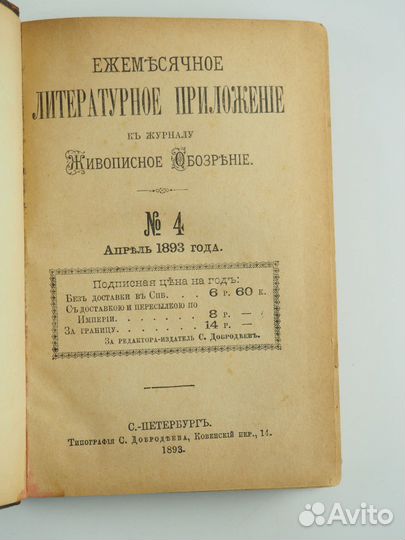 ЕЖЕМѢСЯЧНОЕ
ЛИТЕРАТУРНОЕ ПРИЛОЖЕНІЕ
КЪ ЖУРНАЛУ
Живописное Обозрѣніе.
№ 4
Апрѣль 1893 года.
Подписная цѣна на годъ:
Безъ доставки въ Спб. . . . 6 р. 60 к.
Съ доставкою и пересылкою по
Имперіи. . . . . . . . 8 р. —
За границу. . . . . . . 14 р. —
За редактора-издатель С. Добродѣевъ.
С.-ПЕТЕРБУРГЪ.
Типографія С. Добродѣева, Ковенскій пер., 14.
1893.
Avito